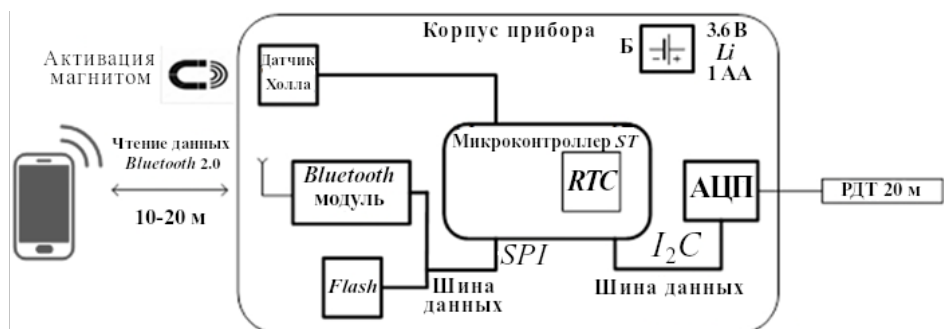 Корпус прибора
Активация
магнитом
Датчик
Холла
Б
3.6 В
Li
1 АА
Чтение данных
Bluetooth 2.0
10-20 м
Bluetooth
модуль
Flash
Микроконтроллер ST
RTC
АЦП
РДТ 20 м
SPI
Шина
данных
I2C
Шина данных